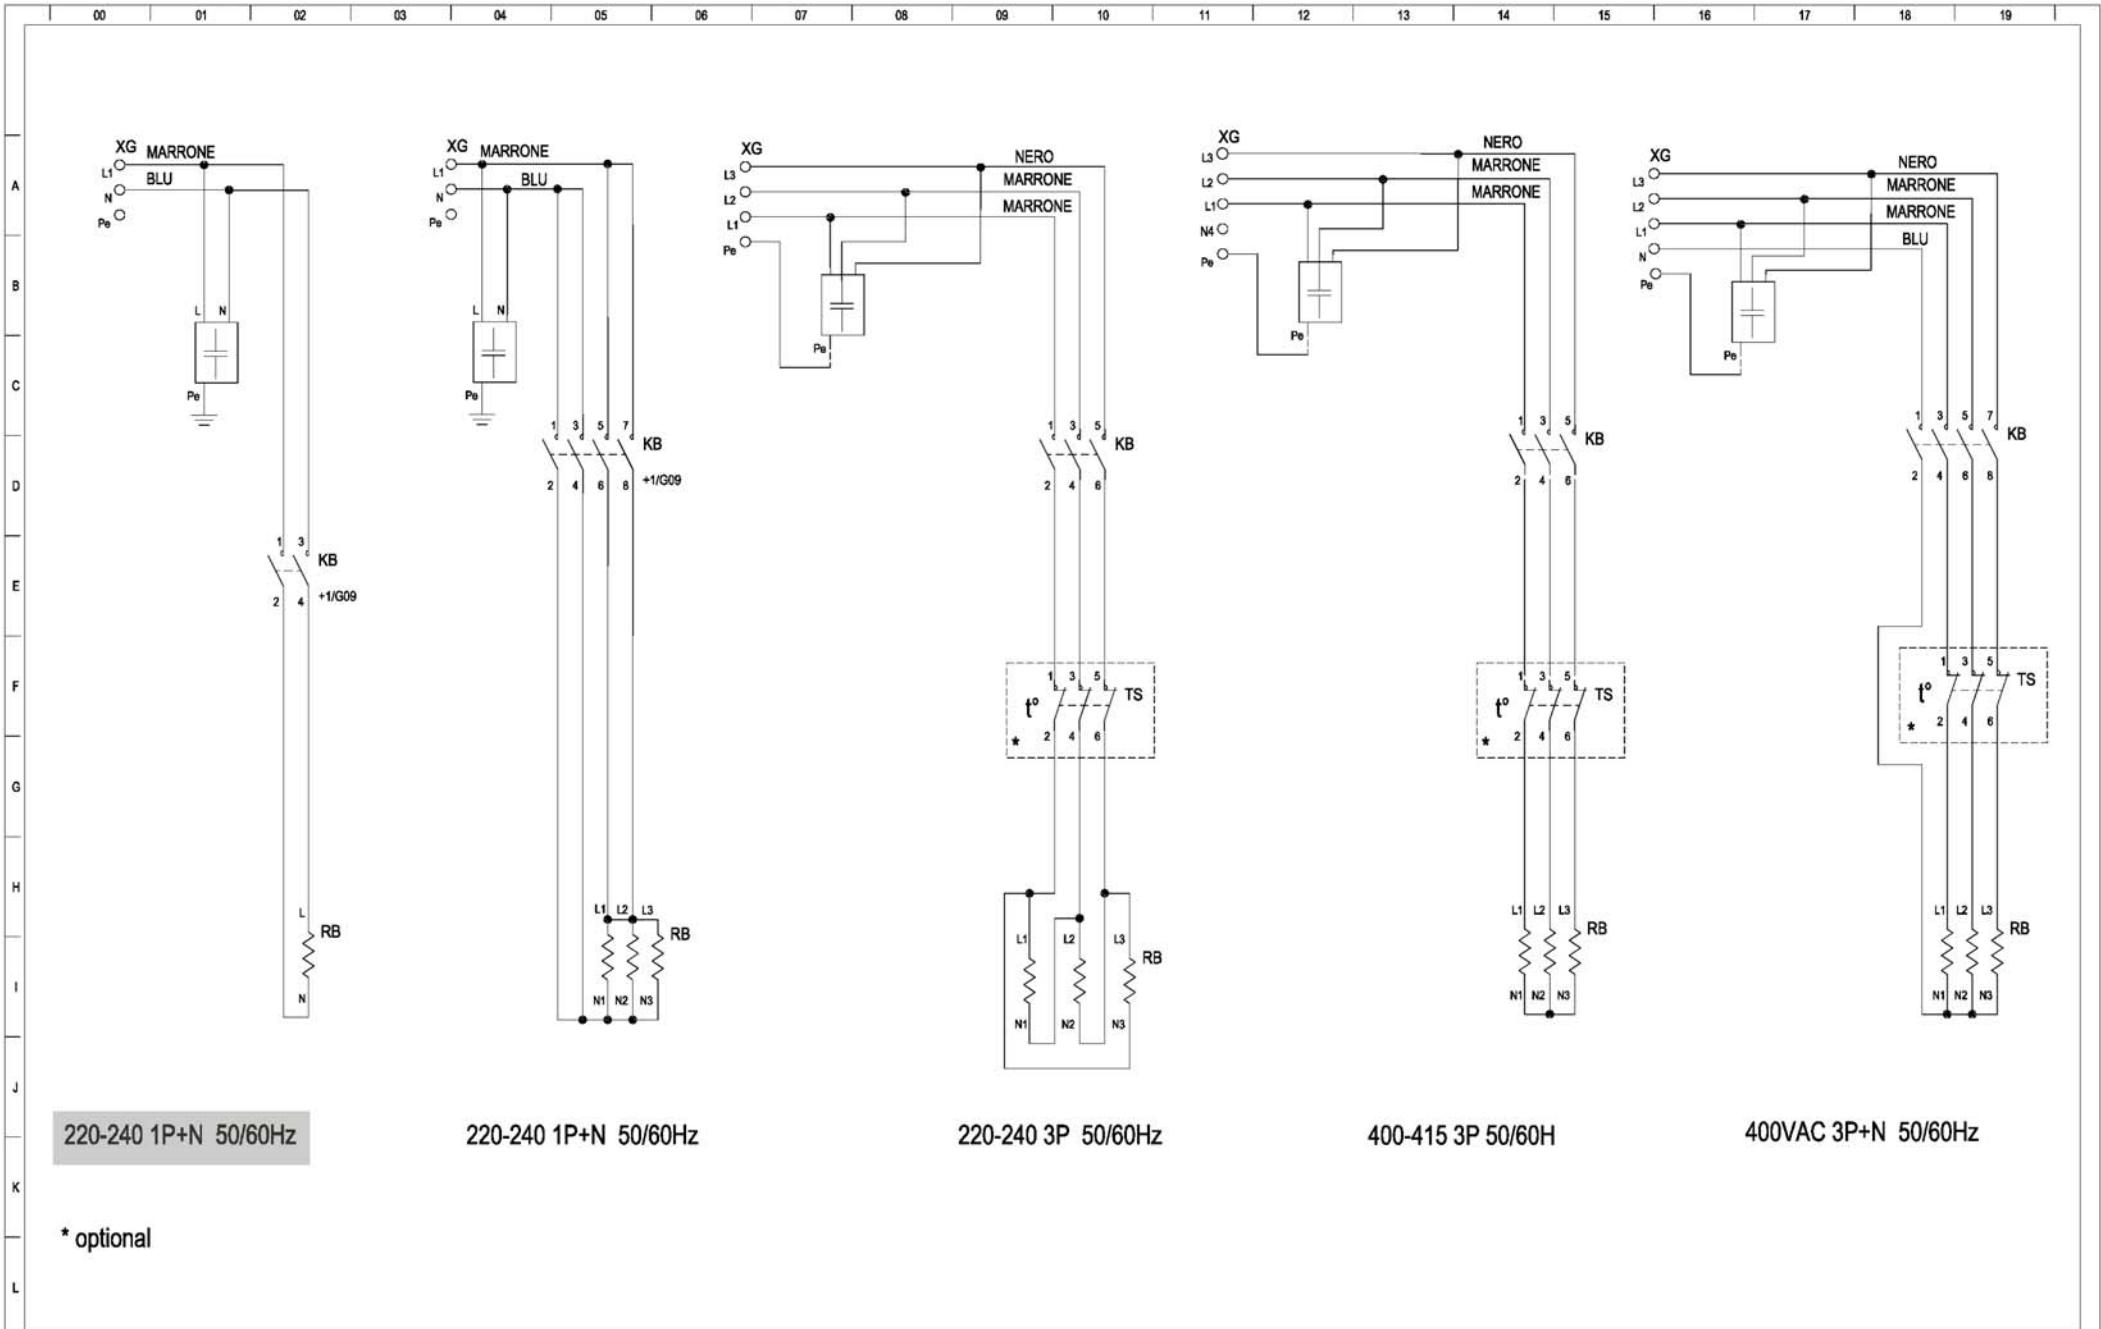 00 01 02 03 04 05 06 07 08 09 10 11 12 13 14 15 16 17 18 19
A
B
C
D
E
F
G
H
I
J
K
L
XG MARRONE
L1
BLU
N
Pe
L N
Pe
1 3
KB
2 4 +1/G09
L
RB
N
220-240 1P+N 50/60Hz
XG MARRONE
L1
BLU
N
Pe
L N
Pe
1 3 5 7
KB
2 4 6 8 +1/G09
L1 L2 L3
RB
N1 N2 N3
220-240 1P+N 50/60Hz
XG
NERO
L3
MARRONE
L2
MARRONE
L1
Pe
Pe
1 3 5
KB
2 4 6
1 3 5
t° TS
* 2 4 6
L1 L2 L3
RB
N1 N2 N3
220-240 3P 50/60Hz
XG
NERO
L3
MARRONE
L2
MARRONE
L1
N4
Pe
Pe
1 3 5
KB
2 4 6
1 3 5
t° TS
* 2 4 6
L1 L2 L3
RB
N1 N2 N3
400-415 3P 50/60H
XG
NERO
L3
MARRONE
L2
MARRONE
L1
BLU
N
Pe
Pe
1 3 5 7
KB
2 4 6 8
1 3 5
t° TS
* 2 4 6
L1 L2 L3
RB
N1 N2 N3
400VAC 3P+N 50/60Hz
* optional